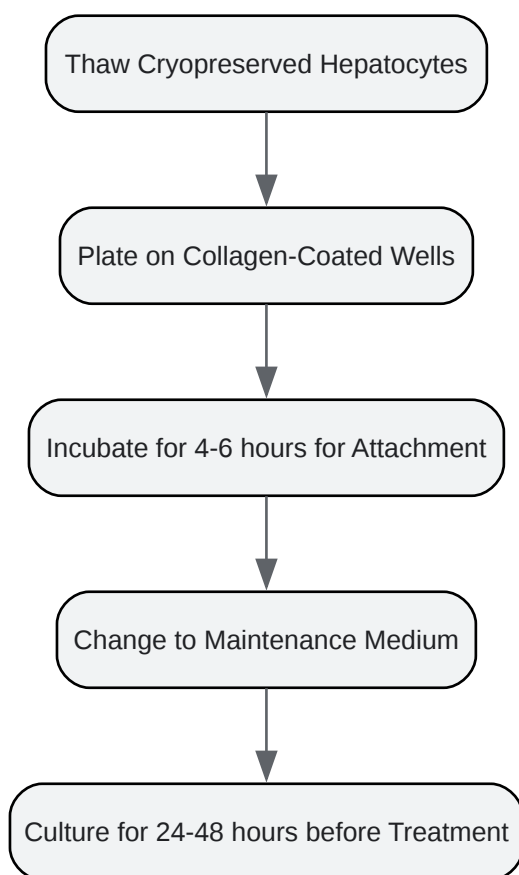 Thaw Cryopreserved Hepatocytes
Plate on Collagen-Coated Wells
Incubate for 4-6 hours for Attachment
Change to Maintenance Medium
Culture for 24-48 hours before Treatment